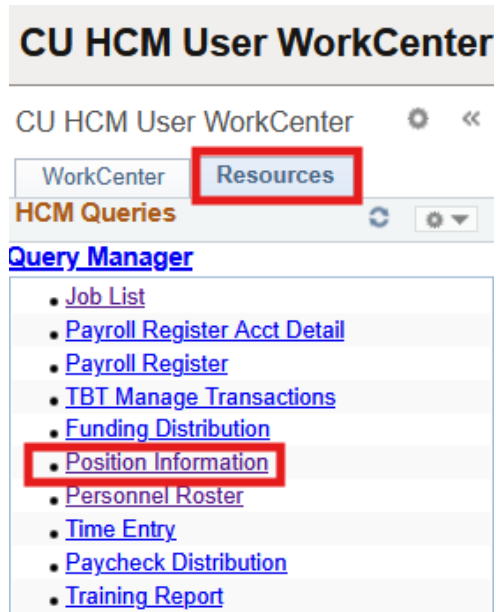 CU HCM User WorkCenter
CU HCM User WorkCenter
WorkCenter Resources
HCM Queries
Query Manager
Job List
Payroll Register Acct Detail
Payroll Register
TBT Manage Transactions
Funding Distribution
Position Information
Personnel Roster
Time Entry
Paycheck Distribution
Training Report